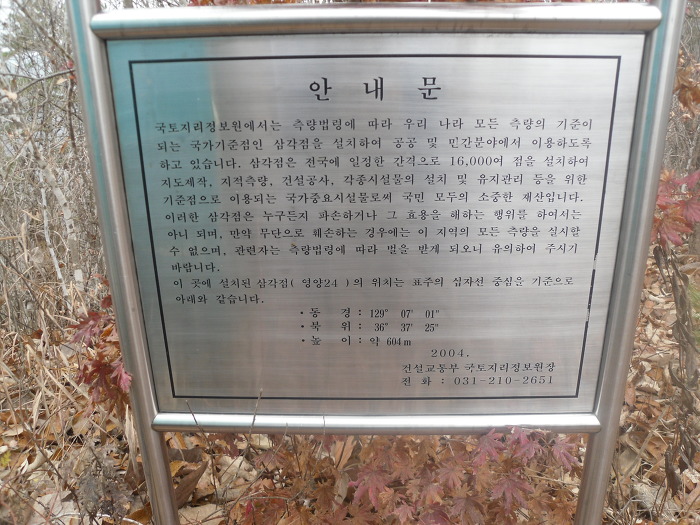 안 내 문
국토지리정보원에서는 측량법령에 따라 우리 나라 모든 측량의 기준이
되는 국가기준점인 삼각점을 설치하여 공공 및 민간분야에서 이용하도록
하고 있습니다. 삼각점은 전국에 일정한 간격으로 16,000여 점을 설치하여
지도제작, 지적측량, 건설공사, 각종시설물의 설치 및 유지관리 등을 위한
기준점으로 이용되는 국가중요시설물로써 국민 모두의 소중한 재산입니다.
이러한 삼각점은 누구든지 파손하거나 그 효용을 해하는 행위를 하여서는
아니 되며, 만약 무단으로 훼손하는 경우에는 이 지역의 모든 측량을 실시할
수 없으며, 관련자는 측량법령에 따라 벌을 받게 되오니 유의하여 주시기
바랍니다.
이 곳에 설치된 삼각점( 영양24 )의 위치는 표주의 십자선 중심을 기준으로
아래와 같습니다.
·동 경 : 129° 07' 01"
·북 위 : 36° 37' 25"
·높 이 : 약 604m
2004.
건설교통부 국토지리정보원장
전 화 : 031-210-2651